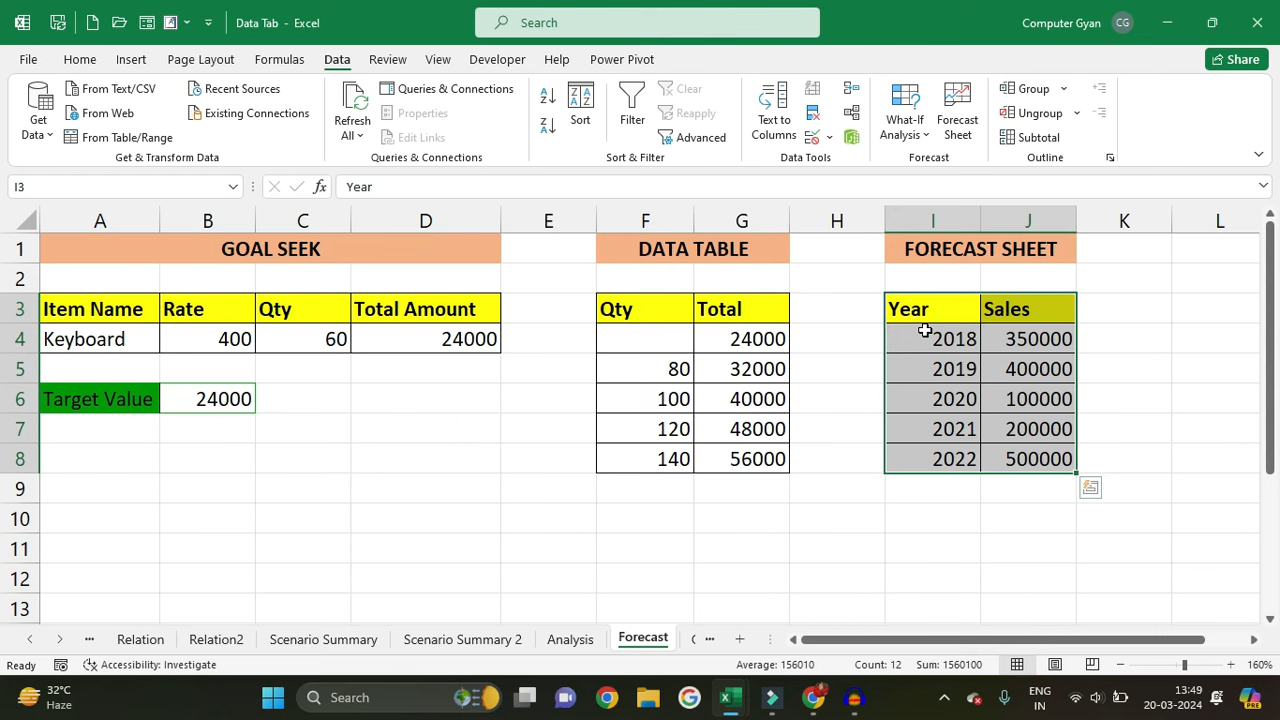 Data Tab - Excel
Search
Computer Gyan
CG
File Home Insert Page Layout Formulas Data Review View Developer Help Power Pivot
Share
Get Data
From Text/CSV
From Web
From Table/Range
Recent Sources
Existing Connections
Get & Transform Data
Refresh All
Queries & Connections
Properties
Edit Links
Queries & Connections
Sort
Filter
Clear
Reapply
Advanced
Sort & Filter
Text to Columns
Data Tools
What-If Analysis
Forecast Sheet
Forecast
Group
Ungroup
Subtotal
Outline
I3
fx
Year
A B C D E F G H I J K L
1 GOAL SEEK DATA TABLE FORECAST SHEET
2
3 Item Name Rate Qty Total Amount Qty Total Year Sales
4 Keyboard 400 60 24000 24000 2018 350000
5 80 32000 2019 400000
6 Target Value 24000 100 40000 2020 100000
7 120 48000 2021 200000
8 140 56000 2022 500000
9
10
11
12
13
Relation Relation2 Scenario Summary Scenario Summary 2 Analysis Forecast
Ready
Accessibility: Investigate
Average: 156010 Count: 12 Sum: 1560100
160%
32°C
Haze
Search
ENG
IN
13:49
20-03-2024
PRE